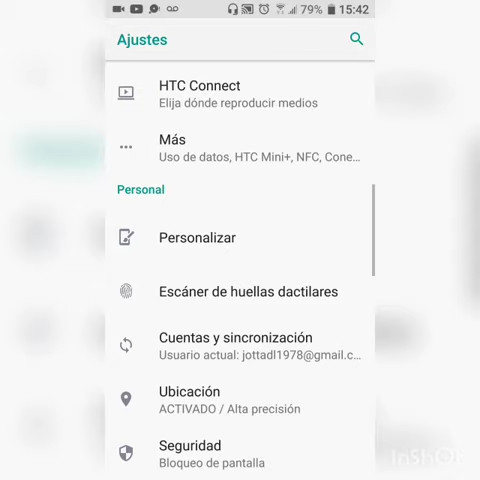 79% 15:42
Ajustes
HTC Connect
Elija dónde reproducir medios
Más
Uso de datos, HTC Mini+, NFC, Cone...
Personal
Personalizar
Escáner de huellas dactilares
Cuentas y sincronización
Usuario actual: jottadl1978@gmail.c...
Ubicación
ACTIVADO / Alta precisión
Seguridad
Bloqueo de pantalla
InShOt